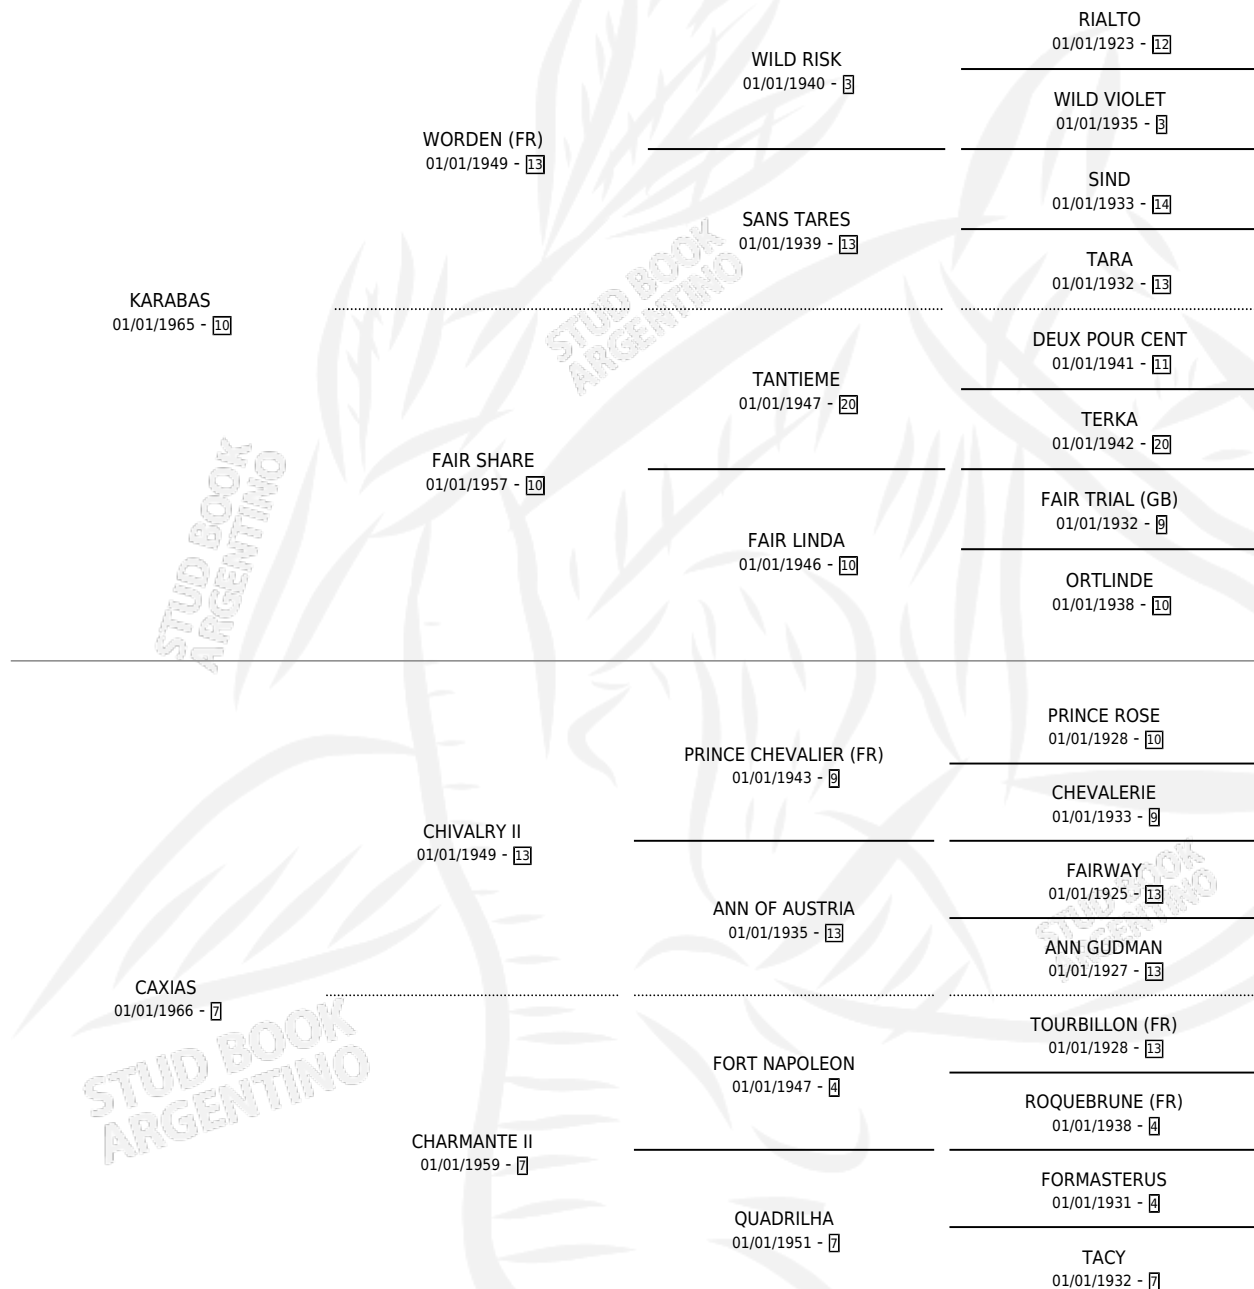 KARABAS
01/01/1965 - 10
WORDEN (FR)
01/01/1949 - 13
FAIR SHARE
01/01/1957 - 10
WILD RISK
01/01/1940 - 3
SANS TARES
01/01/1939 - 13
TANTIEME
01/01/1947 - 20
FAIR LINDA
01/01/1946 - 10
RIALTO
01/01/1923 - 12
WILD VIOLET
01/01/1935 - 3
SIND
01/01/1933 - 14
TARA
01/01/1932 - 13
DEUX POUR CENT
01/01/1941 - 11
TERKA
01/01/1942 - 20
FAIR TRIAL (GB)
01/01/1932 - 9
ORTLINDE
01/01/1938 - 10
STUD BOOK
ARGENTINO
STUD BOOK
ARGENTINO
CAXIAS
01/01/1966 - 7
CHIVALRY II
01/01/1949 - 13
CHARMANTE II
01/01/1959 - 7
PRINCE CHEVALIER (FR)
01/01/1943 - 9
ANN OF AUSTRIA
01/01/1935 - 13
FORT NAPOLEON
01/01/1947 - 4
QUADRILHA
01/01/1951 - 7
PRINCE ROSE
01/01/1928 - 10
CHEVALERIE
01/01/1933 - 9
FAIRWAY
01/01/1925 - 13
ANN GUDMAN
01/01/1927 - 13
TOURBILLON (FR)
01/01/1928 - 13
ROQUEBRUNE (FR)
01/01/1938 - 4
FORMASTERUS
01/01/1931 - 4
TACY
01/01/1932 - 7
STUD BOOK
ARGENTINO
STUD BOOK
ARGENTINO